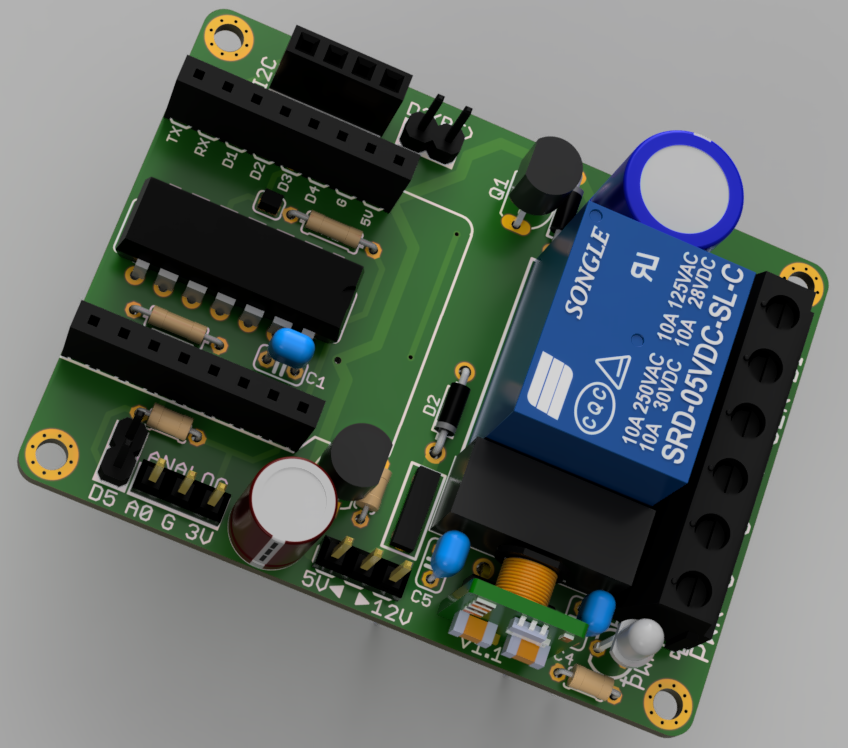 I2C
TX
RX
D1
D2
D3
D4
G
5V
Q1
C1
D2
ANALOG
D5 A0 G 3V
5V
12V
C5
V1.1
SONGLE
10A 250VAC 10A 125VAC
10A 30VDC 10A 28VDC
SRD-05VDC-SL-C
CQC